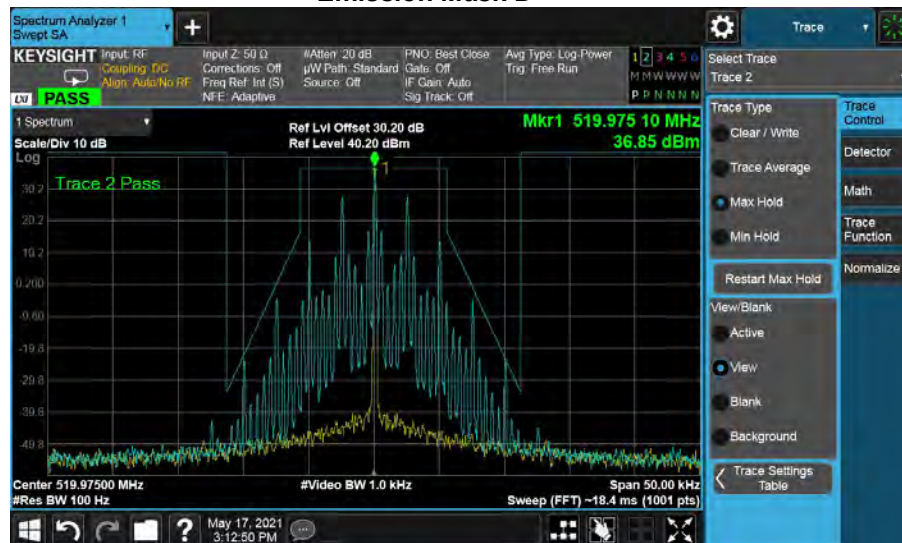 Emission Mask D
Spectrum Analyzer 1
Swept SA
Trace
KEYSIGHT
Input: RF
Coupling: DC
Align: Auto/No RF
Input Z: 50 Ω
Corrections: Off
Freq Ref: Int (S)
NFE: Adaptive
#Atten: 20 dB
µW Path: Standard
Source: Off
PNO: Best Close
Gate: Off
IF Gain: Auto
Sig Track: Off
Avg Type: Log-Power
Trig: Free Run
1 2 3 4 5 6
M M W W W W
P P N N N N
LXI
PASS
Select Trace
Trace 2
1 Spectrum
Scale/Div 10 dB
Log
Ref Lvl Offset 30.20 dB
Ref Level 40.20 dBm
Mkr1 519.975 10 MHz
36.85 dBm
Trace 2 Pass
1
30.2
20.2
10.2
0.200
-9.80
-19.8
-29.8
-39.8
-49.8
Center 519.97500 MHz
#Res BW 100 Hz
#Video BW 1.0 kHz
Span 50.00 kHz
Sweep (FFT) ~18.4 ms (1001 pts)
Trace Type
Clear / Write
Trace Average
Max Hold
Min Hold
Restart Max Hold
View/Blank
Active
View
Blank
Background
Trace Settings
Table
Trace
Control
Detector
Math
Trace
Function
Normalize
?
May 17, 2021
3:12:50 PM